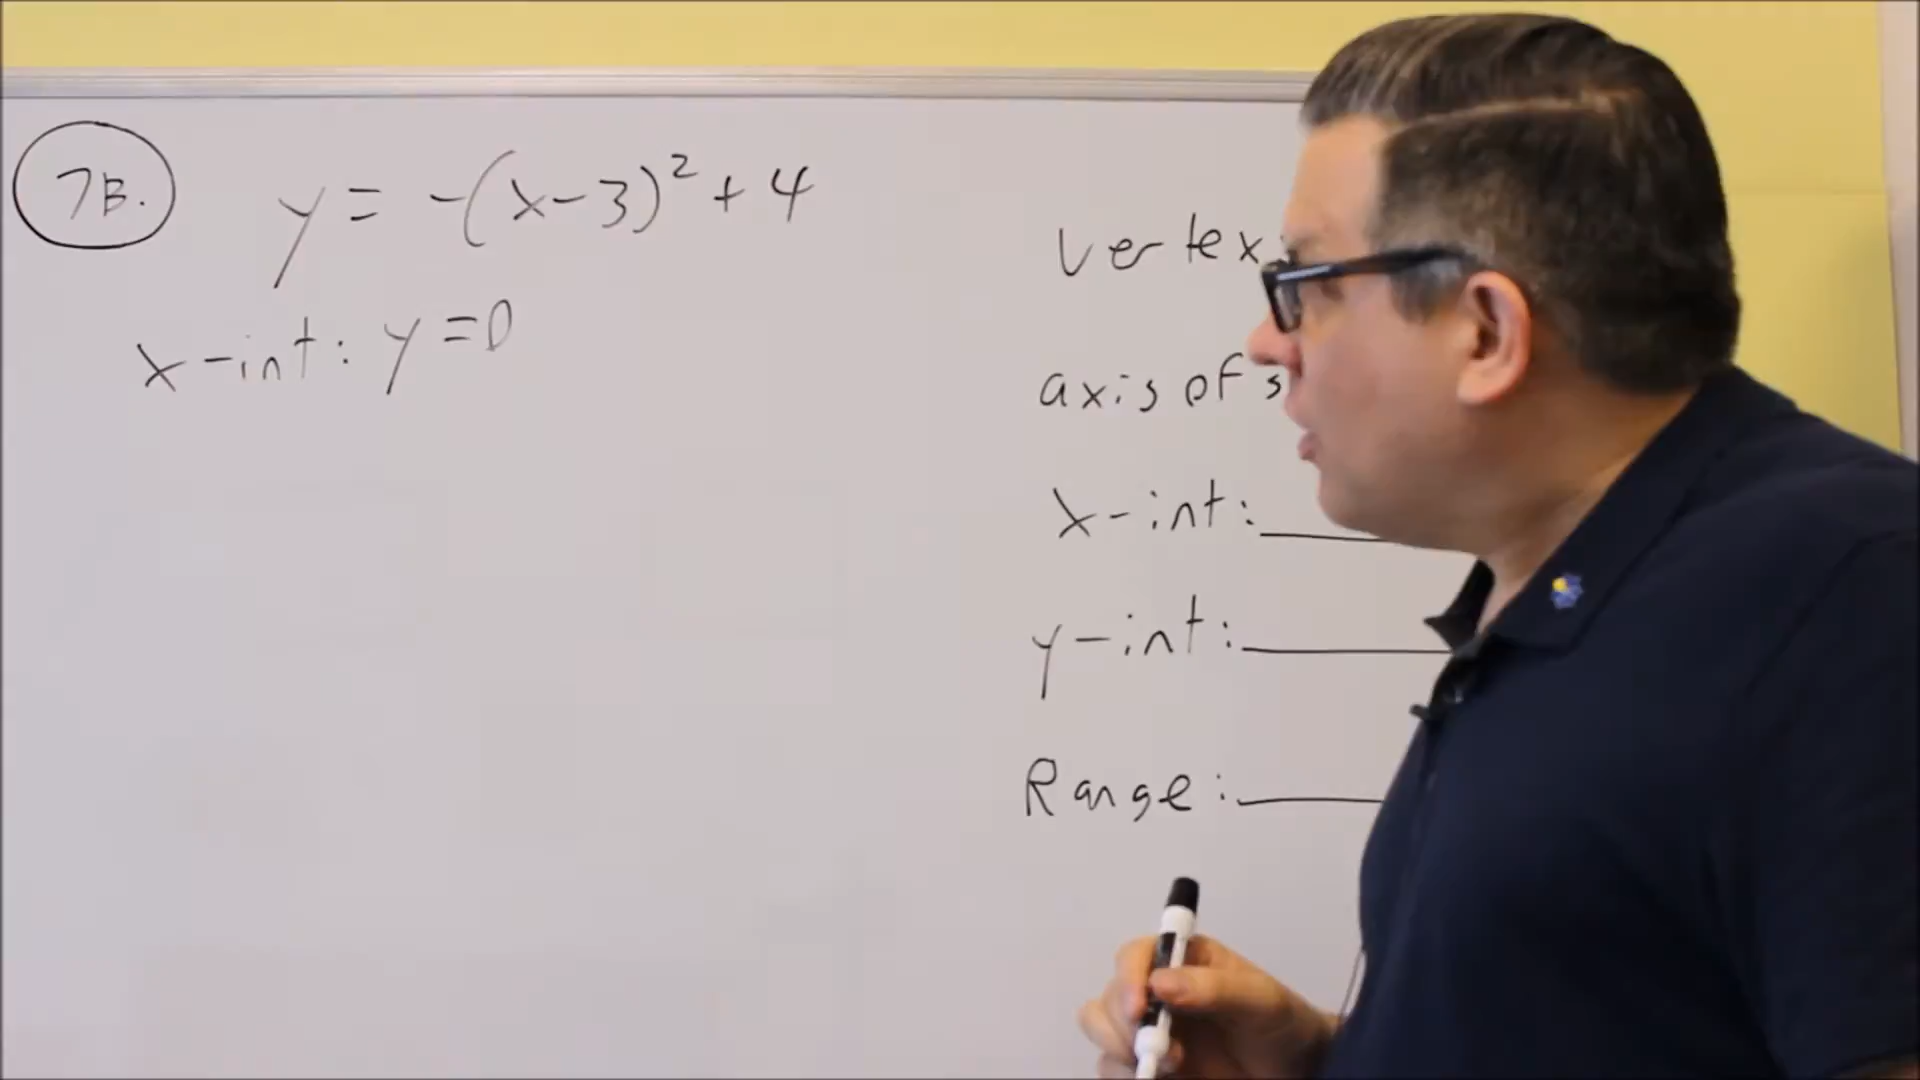 7B. y = -(x-3)² + 4
x-int: y=0
vertex:
axis of s
x-int:
y-int:
Range: